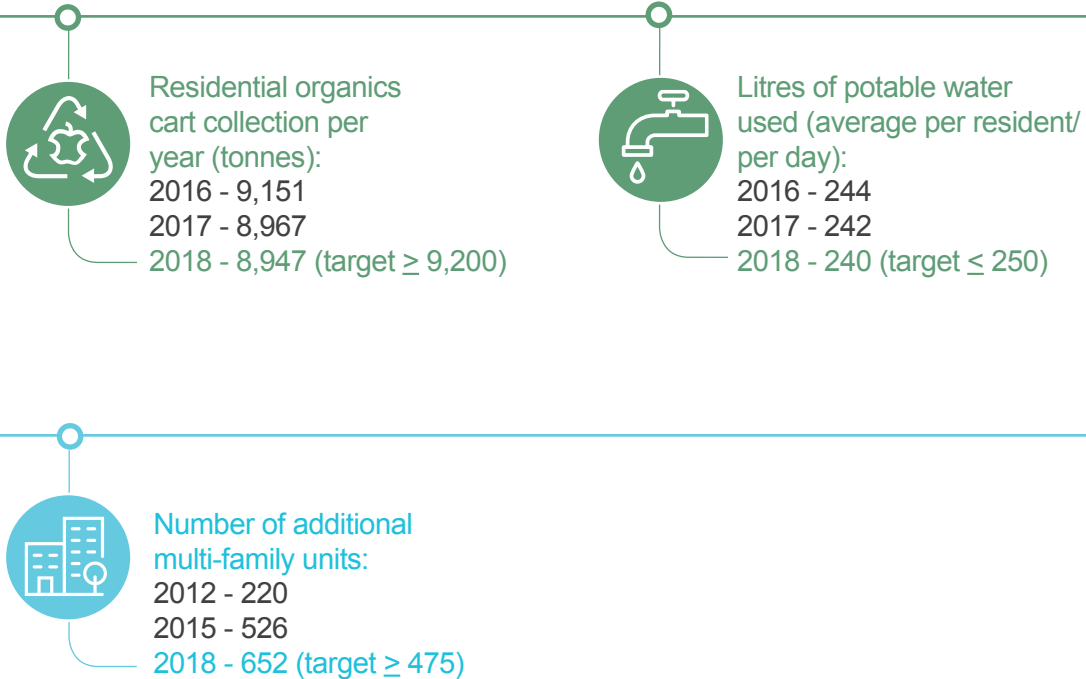 Residential organics
cart collection per
year (tonnes):
2016 - 9,151
2017 - 8,967
2018 - 8,947 (target ≥ 9,200)
Litres of potable water
used (average per resident/
per day):
2016 - 244
2017 - 242
2018 - 240 (target ≤ 250)
Number of additional
multi-family units:
2012 - 220
2015 - 526
2018 - 652 (target ≥ 475)